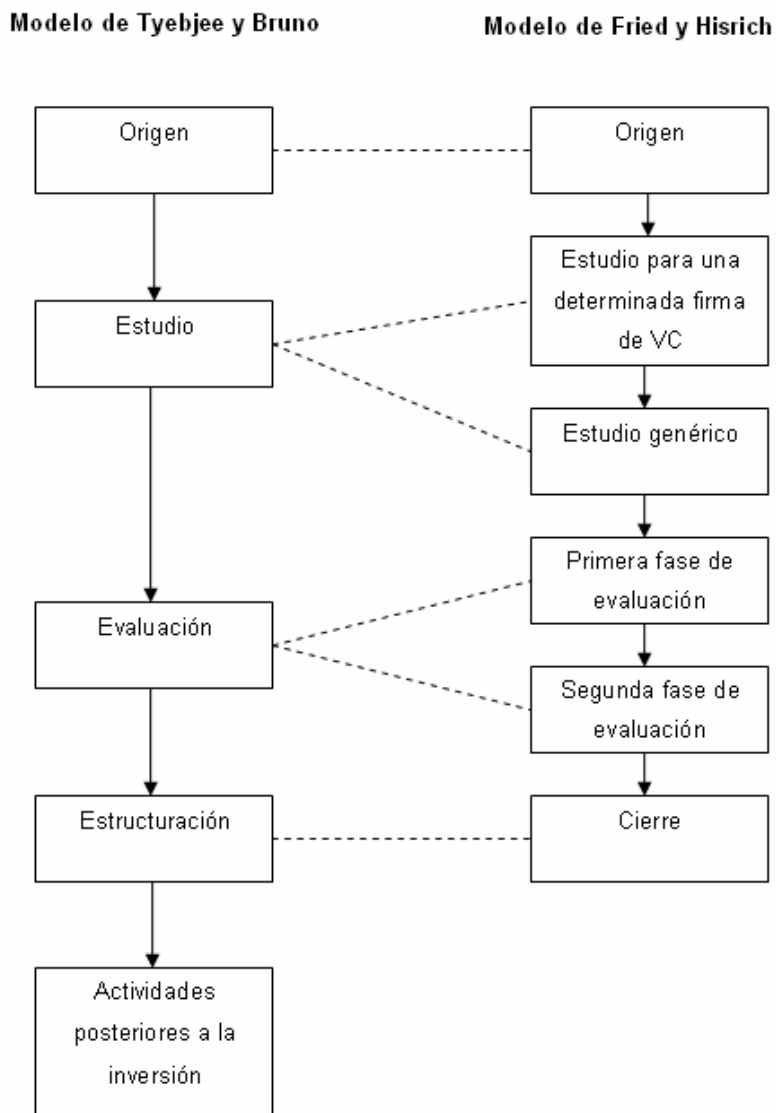 Modelo de Tyebjee y Bruno
Modelo de Fried y Hisrich
Origen
Estudio
Evaluación
Estructuración
Actividades
posteriores a la
inversión
Origen
Estudio para una
determinada firma
de VC
Estudio genérico
Primera fase de
evaluación
Segunda fase de
evaluación
Cierre